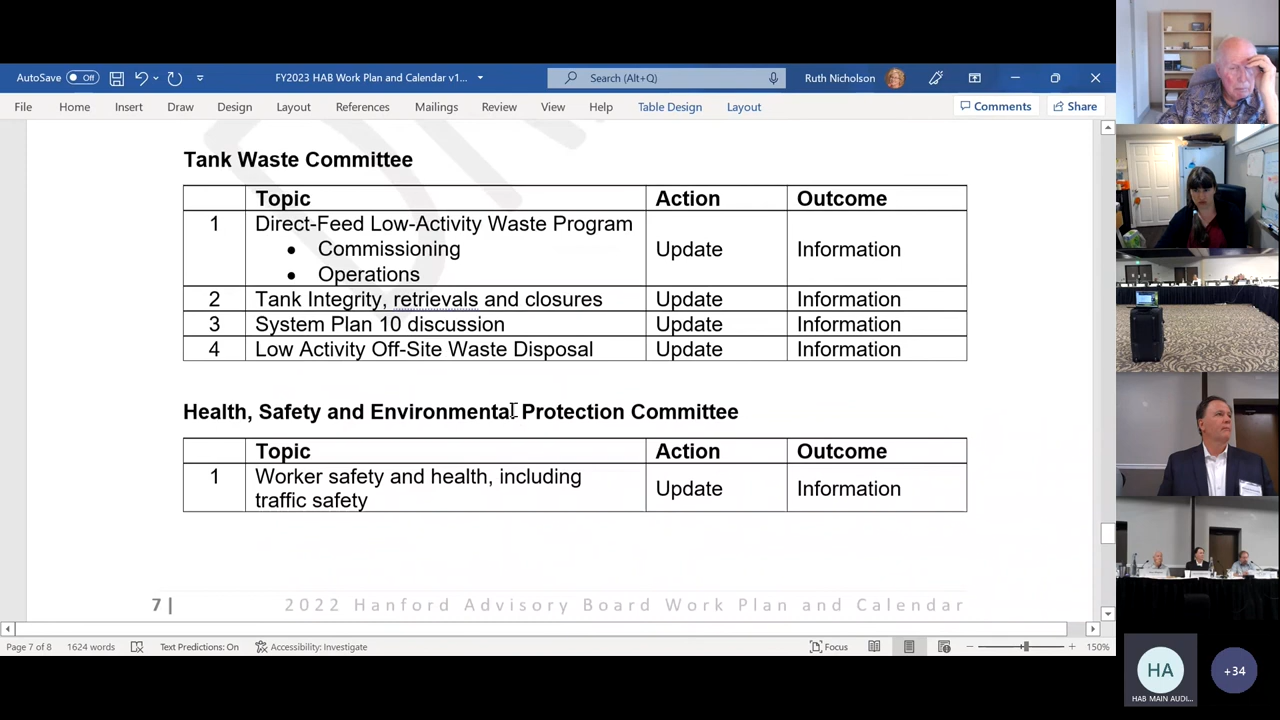 AutoSave Off FY2023 HAB Work Plan and Calendar v1... Search (Alt+Q) Ruth Nicholson
File Home Insert Draw Design Layout References Mailings Review View Help Table Design Layout Comments Share
Tank Waste Committee
Topic Action Outcome
1 Direct-Feed Low-Activity Waste Program
• Commissioning Update Information
• Operations
2 Tank Integrity, retrievals and closures Update Information
3 System Plan 10 discussion Update Information
4 Low Activity Off-Site Waste Disposal Update Information
Health, Safety and Environmental Protection Committee
Topic Action Outcome
1 Worker safety and health, including
traffic safety Update Information
7 | 2022 Hanford Advisory Board Work Plan and Calendar
Page 7 of 8 1624 words Text Predictions: On Accessibility: Investigate Focus 150%
HA
HAB MAIN AUDI...
+34